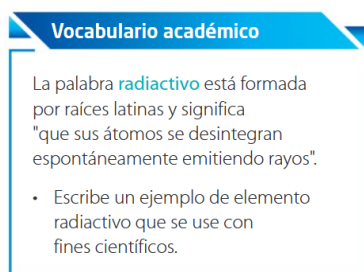 Vocabulario académico
La palabra radiactivo está formada
por raíces latinas y significa
"que sus átomos se desintegran
espontáneamente emitiendo rayos".
• Escribe un ejemplo de elemento
radiactivo que se use con
fines científicos.